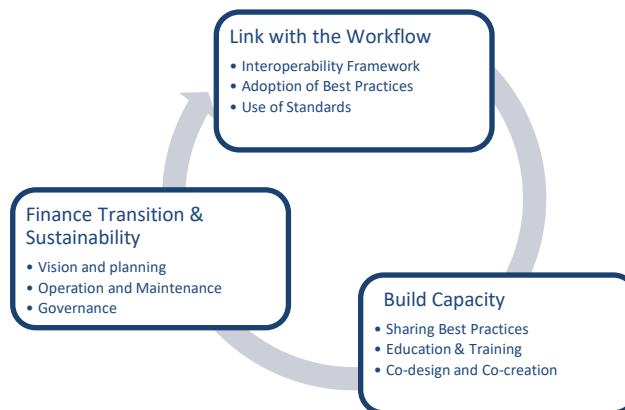 Link with the Workflow
• Interoperability Framework
• Adoption of Best Practices
• Use of Standards
Finance Transition &
Sustainability
• Vision and planning
• Operation and Maintenance
• Governance
Build Capacity
• Sharing Best Practices
• Education & Training
• Co-design and Co-creation